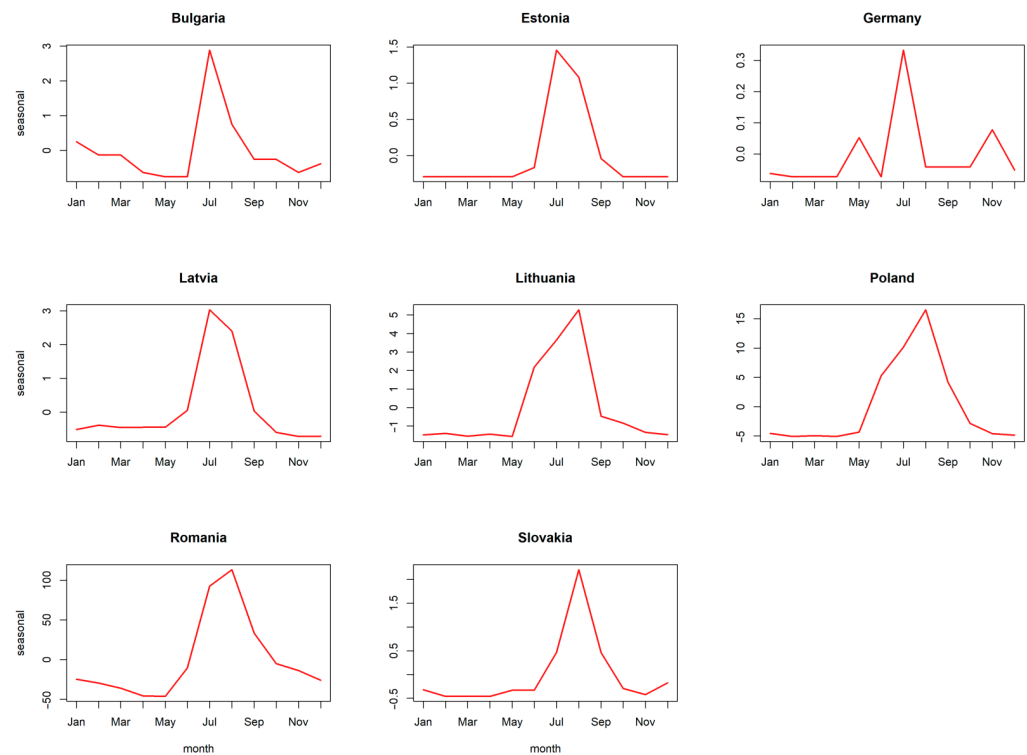 Bulgaria
Estonia
Germany
seasonal
3
2
1
0
Jan Mar May Jul Sep Nov
1.5
1.0
0.5
0.0
Jan Mar May Jul Sep Nov
0.3
0.2
0.1
0.0
Jan Mar May Jul Sep Nov
Latvia
Lithuania
Poland
seasonal
3
2
1
0
Jan Mar May Jul Sep Nov
5
4
3
2
1
0
−1
Jan Mar May Jul Sep Nov
15
10
5
0
−5
Jan Mar May Jul Sep Nov
Romania
Slovakia
seasonal
100
50
0
−50
Jan Mar May Jul Sep Nov
month
1.5
0.5
−0.5
Jan Mar May Jul Sep Nov
month